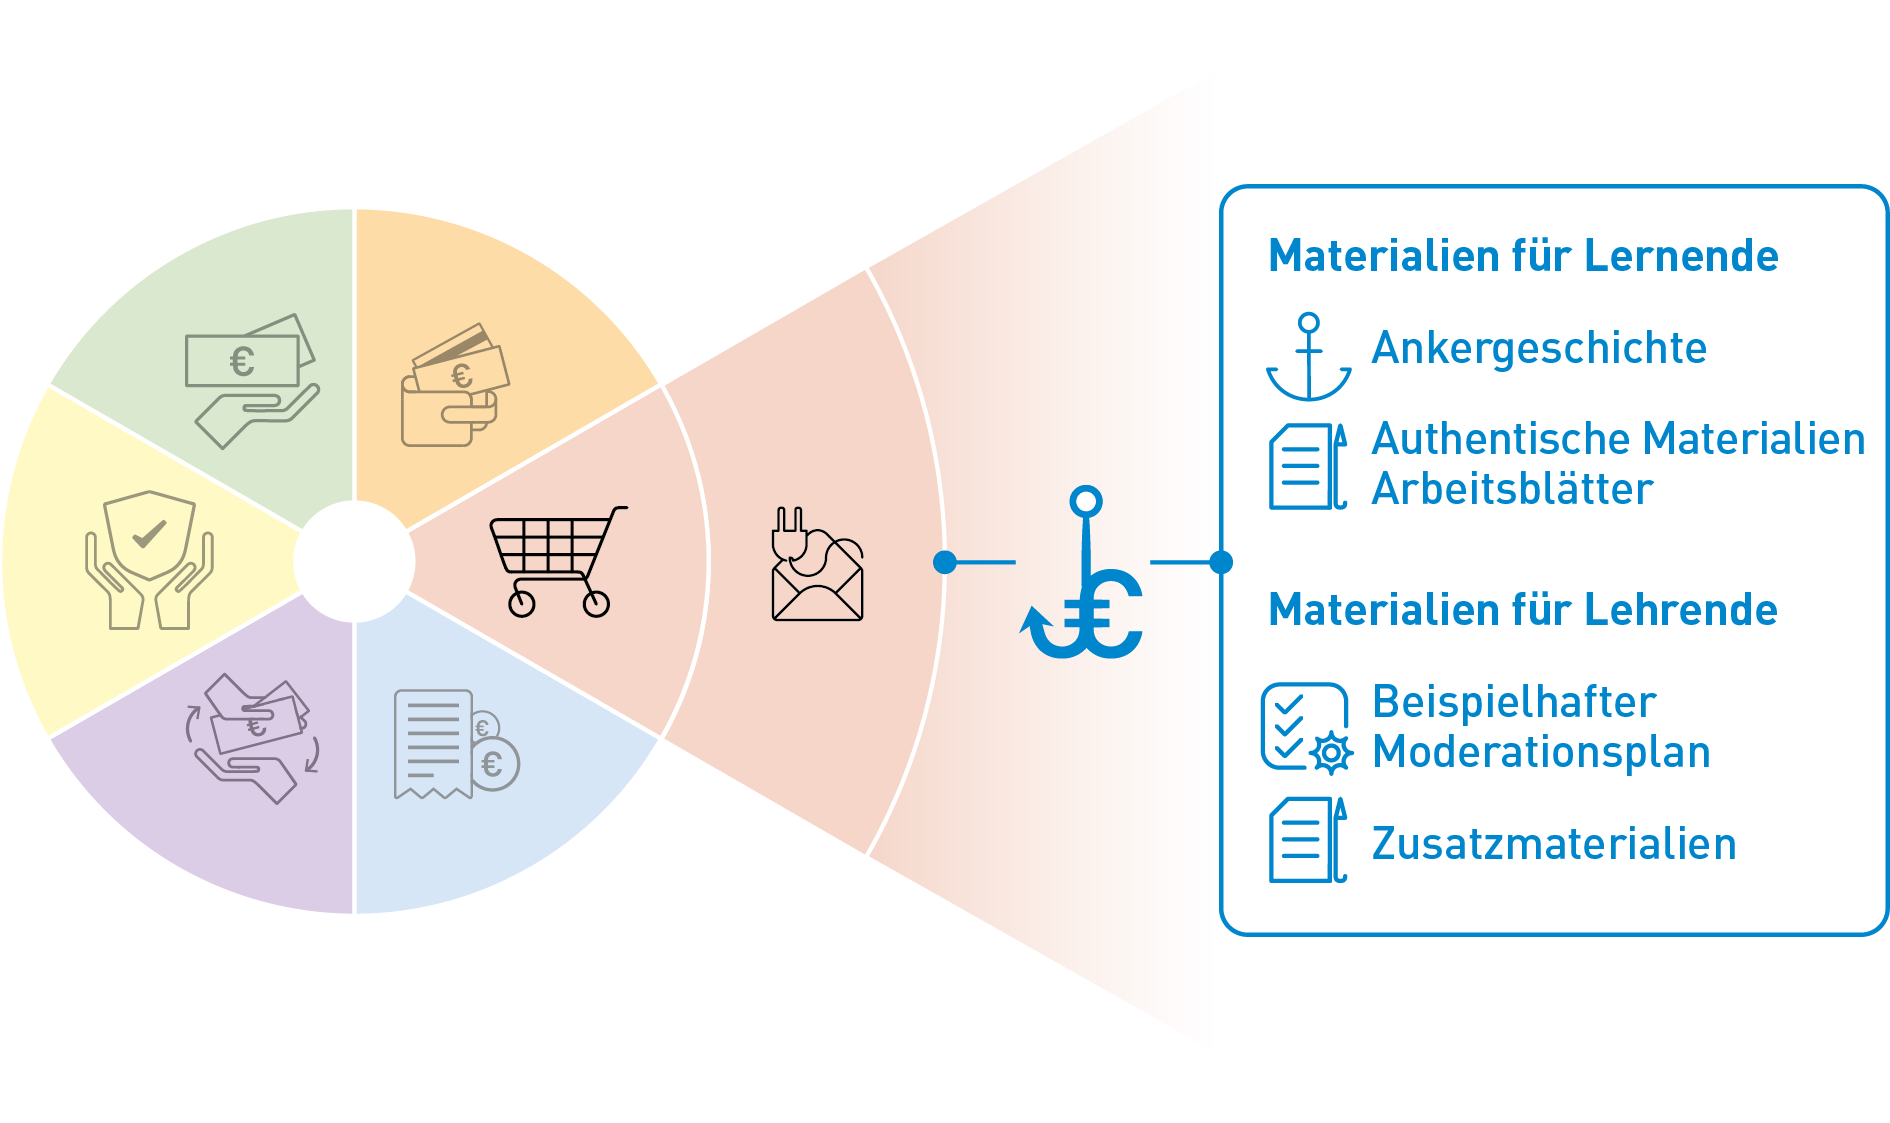 Materialien für Lernende
Ankergeschichte
Authentische Materialien
Arbeitsblätter
Materialien für Lehrende
Beispielhafter
Moderationsplan
Zusatzmaterialien
€
€
€
€
€